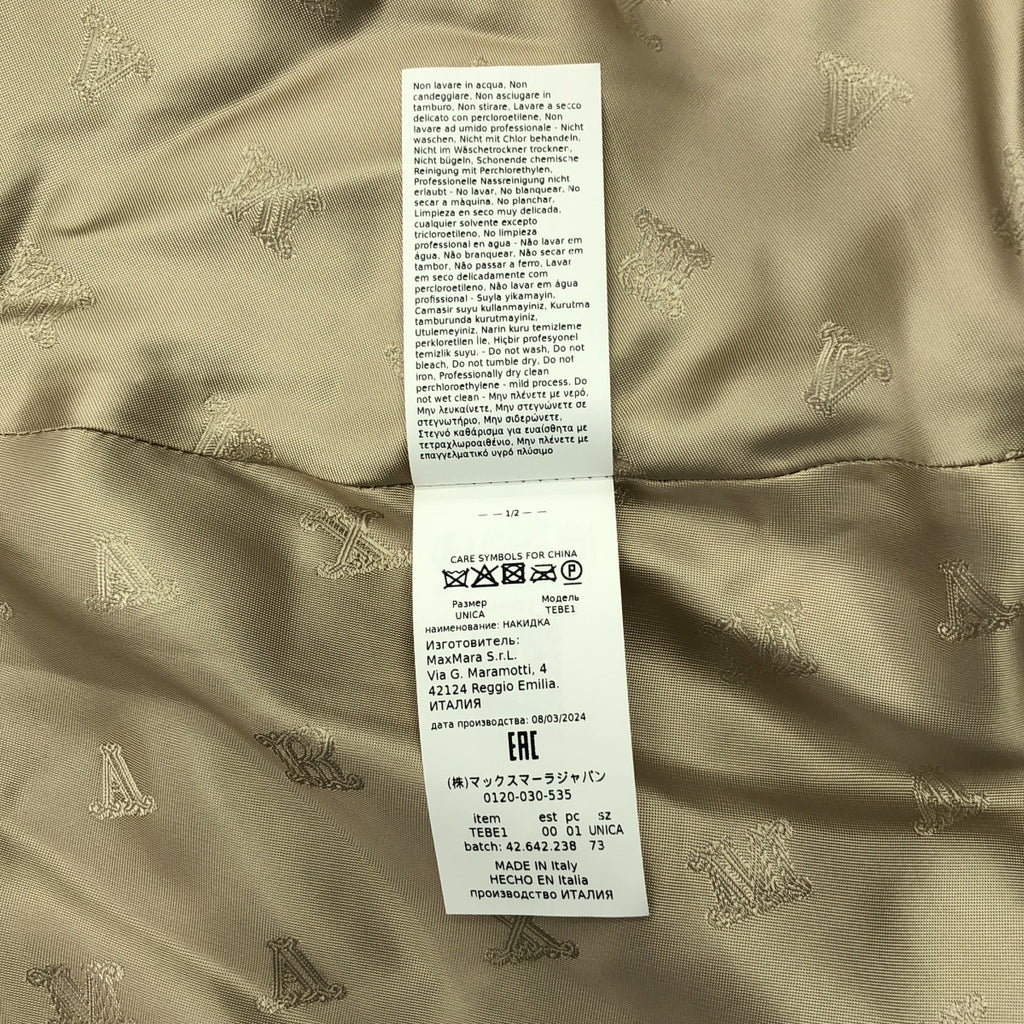 Non lavare in acqua, Non
candeggiare, Non asciugare in
tamburo, Non stirare, Lavare a secco
delicato con percloroetilene, Non
lavare ad umido professionale - Nicht
waschen, Nicht mit Chlor behandeln,
Nicht im Wäschetrockner trocknen,
Nicht bügeln, Schonende chemische
Reinigung mit Perchlorethylen,
Professionelle Nassreinigung nicht
erlaubt - No lavar, No blanquear, No
secar a máquina, No planchar,
Limpieza en seco muy delicada,
cualquier solvente excepto
tricloroetileno, No limpieza
professional en agua - Não lavar em
água, Não branquear, Não secar em
tambor, Não passar a ferro, Lavar
em seco delicadamente com
percloroetileno, Não lavar em água
profissional - Suyla yikamayin,
Camasir suyu kullanmayiniz, Kurutma
tamburunda kurutmayiniz,
Utulemeyiniz, Narin kuru temizleme
perkloretilen İle, Hiçbir profesyonel
temizlik suyu. - Do not wash, Do not
bleach, Do not tumble dry, Do not
iron, Professionally dry clean
perchloroethylene - mild process, Do
not wet clean - Μην πλένετε με νερό,
Μην λευκαίνετε, Μην στεγνώνετε σε
στεγνωτήριο, Μην σιδερώνετε,
Στεγνό καθάρισμα για ευαίσθητα με
τετραχλωροαιθένιο, Μην πλένετε με
επαγγελματικό υγρό πλύσιμο
— — 1/2 — —
CARE SYMBOLS FOR CHINA
P
Размер Модель
UNICA TEBE1
наименование: НАКИДКА
Изготовитель:
MaxMara S.r.L.
Via G. Maramotti, 4
42124 Reggio Emilia.
ИТАЛИЯ
дата производства: 08/03/2024
EAC
(株)マックスマーラジャパン
0120-030-535
item est pc sz
TEBE1 00 01 UNICA
batch: 42.642.238 73
MADE IN Italy
HECHO EN Italia
производство ИТАЛИЯ